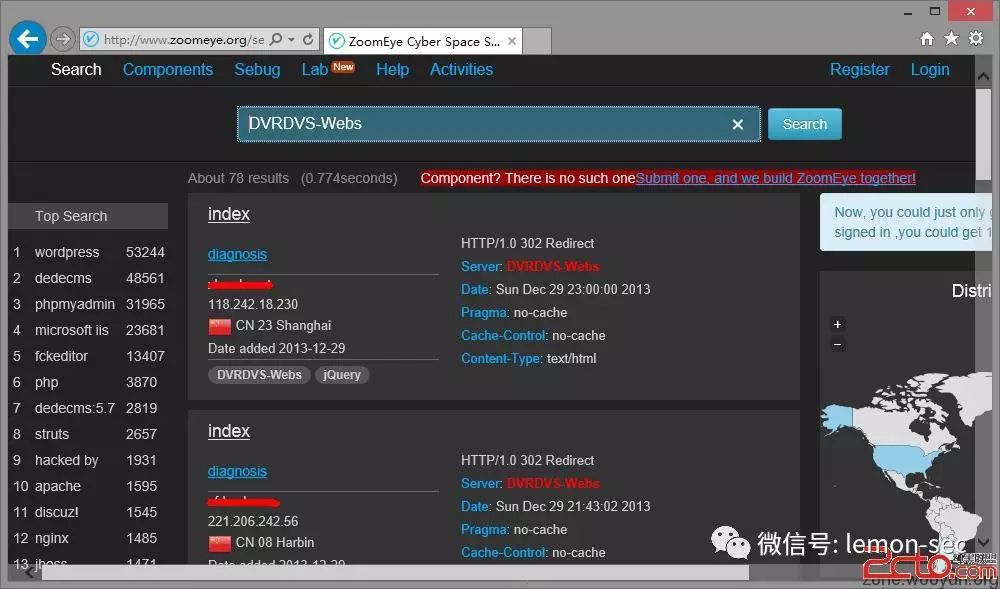 http://www.zoomeye.org/se
ZoomEye Cyber Space S...
Search Components Sebug Lab New Help Activities Register Login
DVRDVS-Webs
Search
About 78 results (0.774seconds) Component? There is no such oneSubmit one, and we build ZoomEye together!
Top Search
1 wordpress 53244
2 dedecms 48561
3 phpmyadmin 31965
4 microsoft iis 23681
5 fckeditor 13407
6 php 3870
7 dedecms:5.7 2819
8 struts 2657
9 hacked by 1931
10 apache 1595
11 discuz! 1545
12 nginx 1485
13 jboss 1471
index
diagnosis
118.242.18.230
CN 23 Shanghai
Date added 2013-12-29
DVRDVS-Webs jQuery
HTTP/1.0 302 Redirect
Server: DVRDVS-Webs
Date: Sun Dec 29 23:00:00 2013
Pragma: no-cache
Cache-Control: no-cache
Content-Type: text/html
index
diagnosis
221.206.242.56
CN 08 Harbin
Date added 2013-12-29
HTTP/1.0 302 Redirect
Server: DVRDVS-Webs
Date: Sun Dec 29 21:43:02 2013
Pragma: no-cache
Cache-Control: no-cache
Now, you could just only
signed in ,you could get 1
Distri
+
−
微信号: lemon-sec
2cto.com
zone.wooyun.org